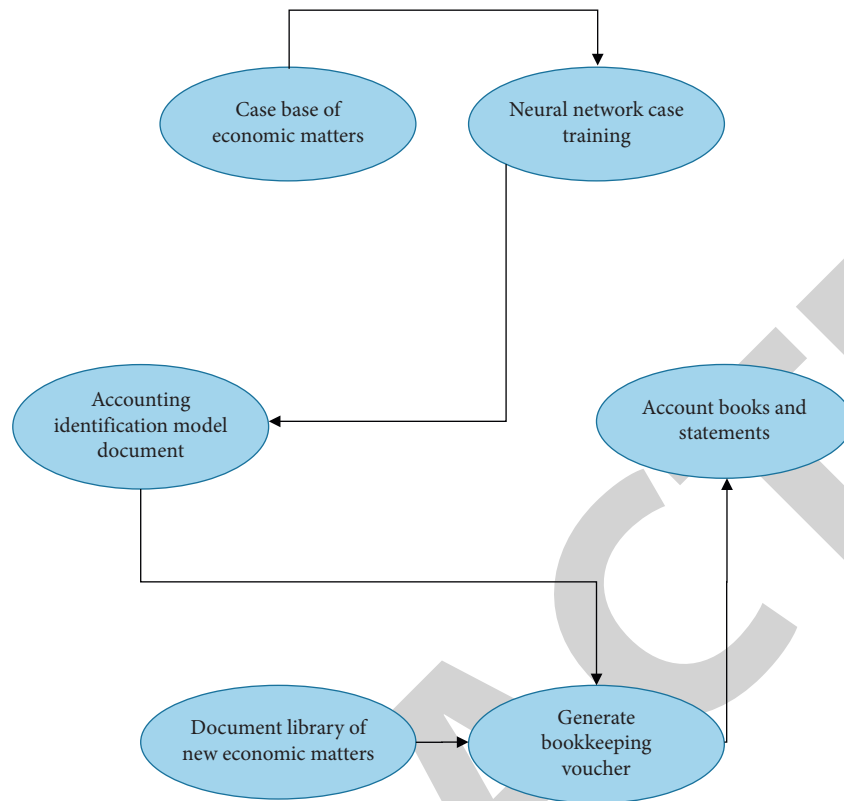 Case base of
economic matters
Neural network case
training
Accounting
identification model
document
Account books and
statements
Document library of
new economic matters
Generate
bookkeeping
voucher